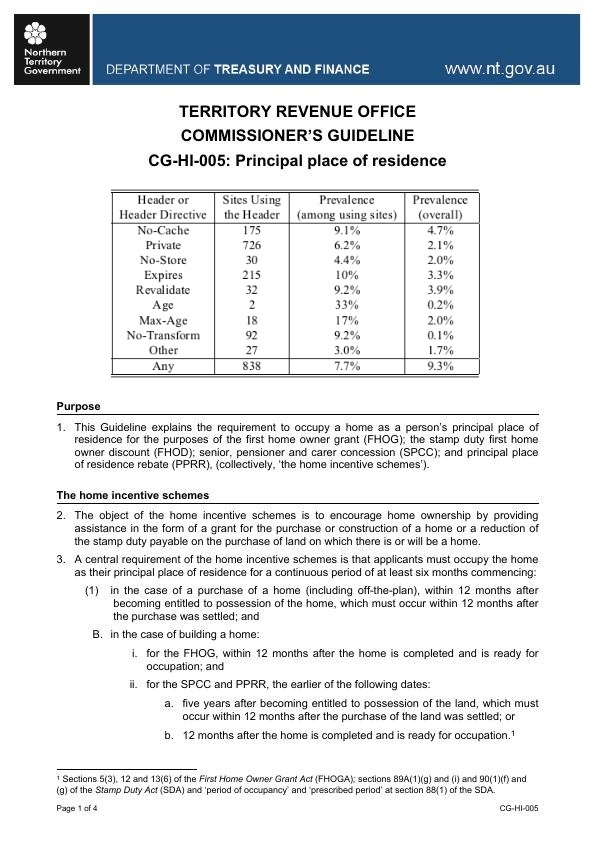 Northern
Territory
Government
DEPARTMENT OF TREASURY AND FINANCE
www.nt.gov.au
TERRITORY REVENUE OFFICE
COMMISSIONER'S GUIDELINE
CG-HI-005: Principal place of residence
Header or Sites Using Prevalence Prevalence
Header Directive the Header (among using sites) (overall)
No-Cache 175 9.1% 4.7%
Private 726 6.2% 2.1%
No-Store 30 4.4% 2.0%
Expires 215 10% 3.3%
Revalidate 32 9.2% 3.9%
Age 2 33% 0.2%
Max-Age 18 17% 2.0%
No-Transform 92 9.2% 0.1%
Other 27 3.0% 1.7%
Any 838 7.7% 9.3%
Purpose
1. This Guideline explains the requirement to occupy a home as a person's principal place of
residence for the purposes of the first home owner grant (FHOG); the stamp duty first home
owner discount (FHOD); senior, pensioner and carer concession (SPCC); and principal place
of residence rebate (PPRR), (collectively, 'the home incentive schemes').
The home incentive schemes
2. The object of the home incentive schemes is to encourage home ownership by providing
assistance in the form of a grant for the purchase or construction of a home or a reduction of
the stamp duty payable on the purchase of land on which there is or will be a home.
3. A central requirement of the home incentive schemes is that applicants must occupy the home
as their principal place of residence for a continuous period of at least six months commencing:
(1) in the case of a purchase of a home (including off-the-plan), within 12 months after
becoming entitled to possession of the home, which must occur within 12 months after
the purchase was settled; and
B. in the case of building a home:
i. for the FHOG, within 12 months after the home is completed and is ready for
occupation; and
ii. for the SPCC and PPRR, the earlier of the following dates:
a. five years after becoming entitled to possession of the land, which must
occur within 12 months after the purchase of the land was settled; or
b. 12 months after the home is completed and is ready for occupation.¹
¹ Sections 5(3), 12 and 13(6) of the First Home Owner Grant Act (FHOGA); sections 89A(1)(g) and (i) and 90(1)(f) and
(g) of the Stamp Duty Act (SDA) and 'period of occupancy' and 'prescribed period' at section 88(1) of the SDA.
Page 1 of 4
CG-HI-005